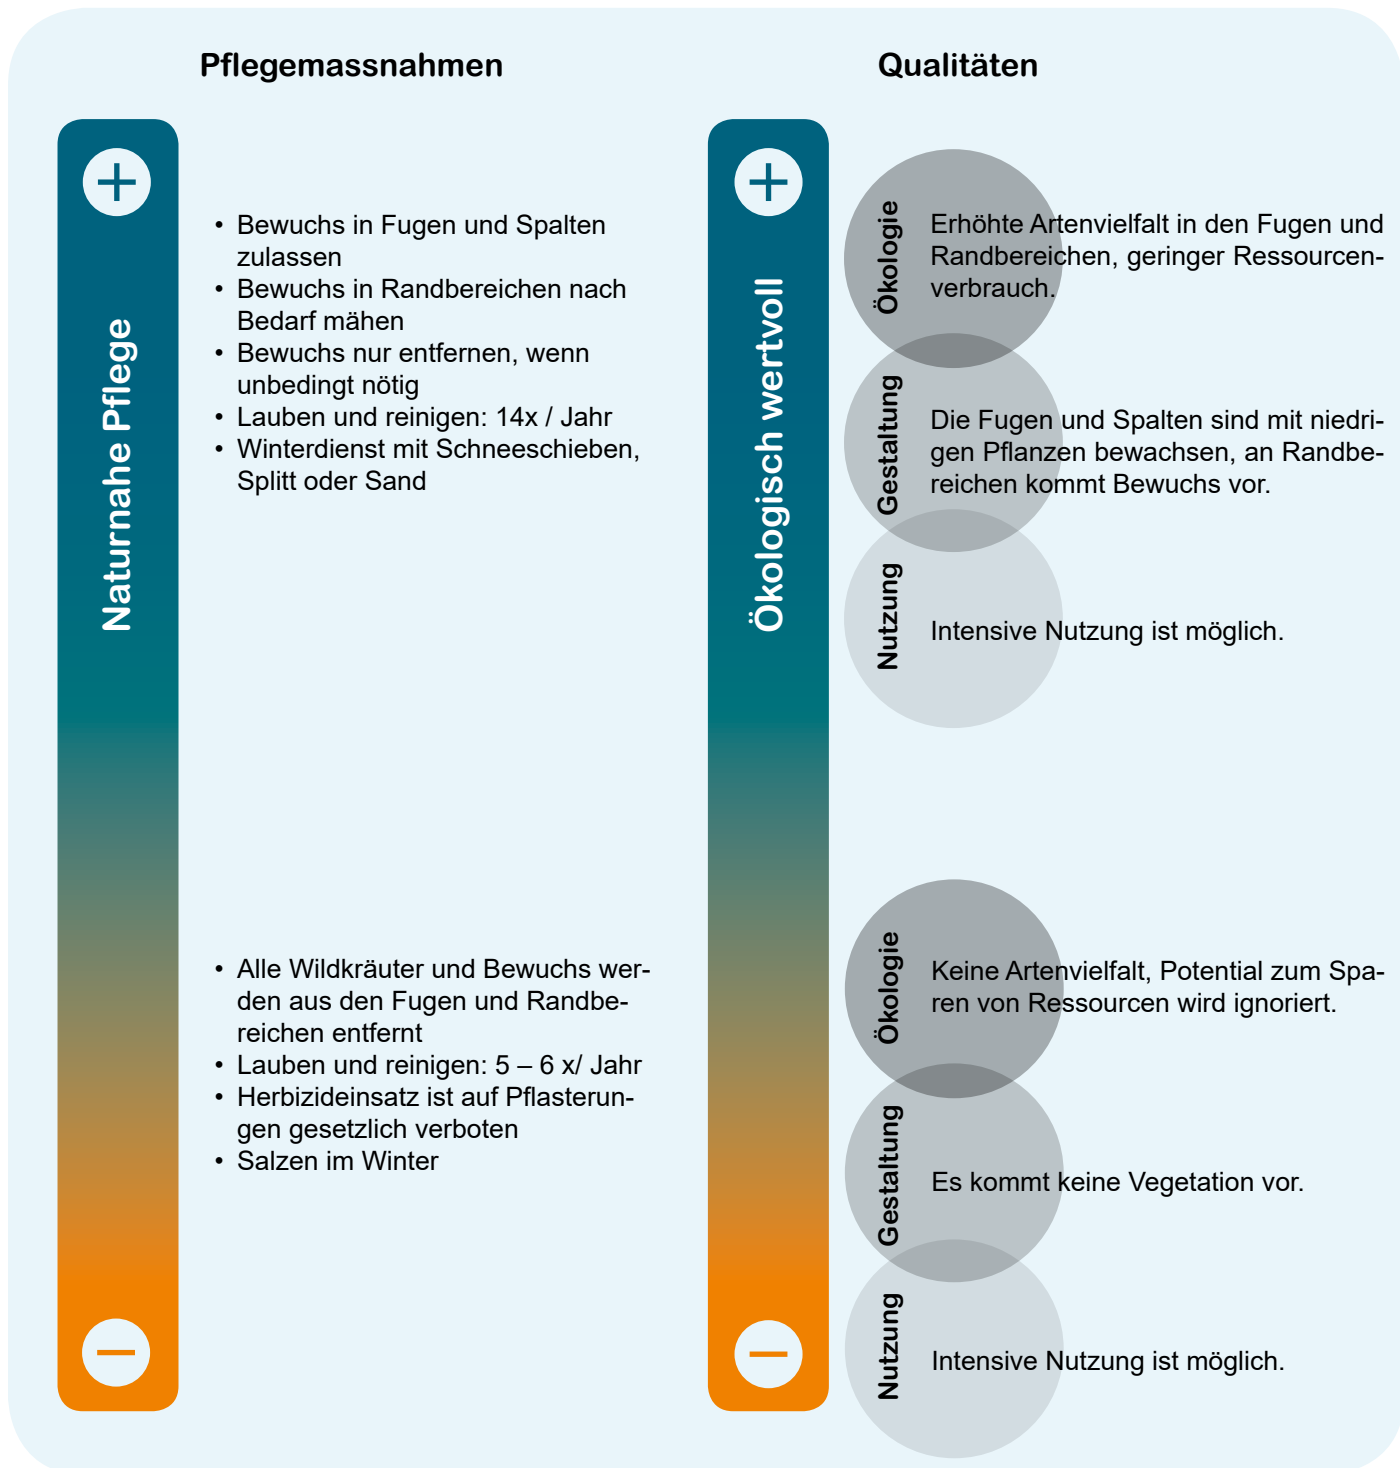 Pflegemassnahmen
Naturnahe Pflege
• Bewuchs in Fugen und Spalten
zulassen
• Bewuchs in Randbereichen nach
Bedarf mähen
• Bewuchs nur entfernen, wenn
unbedingt nötig
• Lauben und reinigen: 14x / Jahr
• Winterdienst mit Schneeschieben,
Splitt oder Sand
• Alle Wildkräuter und Bewuchs wer-
den aus den Fugen und Randbe-
reichen entfernt
• Lauben und reinigen: 5 – 6 x/ Jahr
• Herbizideinsatz ist auf Pflasterun-
gen gesetzlich verboten
• Salzen im Winter
Qualitäten
Ökologisch wertvoll
Ökologie
Erhöhte Artenvielfalt in den Fugen und
Randbereichen, geringer Ressourcen-
verbrauch.
Gestaltung
Die Fugen und Spalten sind mit niedri-
gen Pflanzen bewachsen, an Randbe-
reichen kommt Bewuchs vor.
Nutzung
Intensive Nutzung ist möglich.
Ökologie
Keine Artenvielfalt, Potential zum Spa-
ren von Ressourcen wird ignoriert.
Gestaltung
Es kommt keine Vegetation vor.
Nutzung
Intensive Nutzung ist möglich.